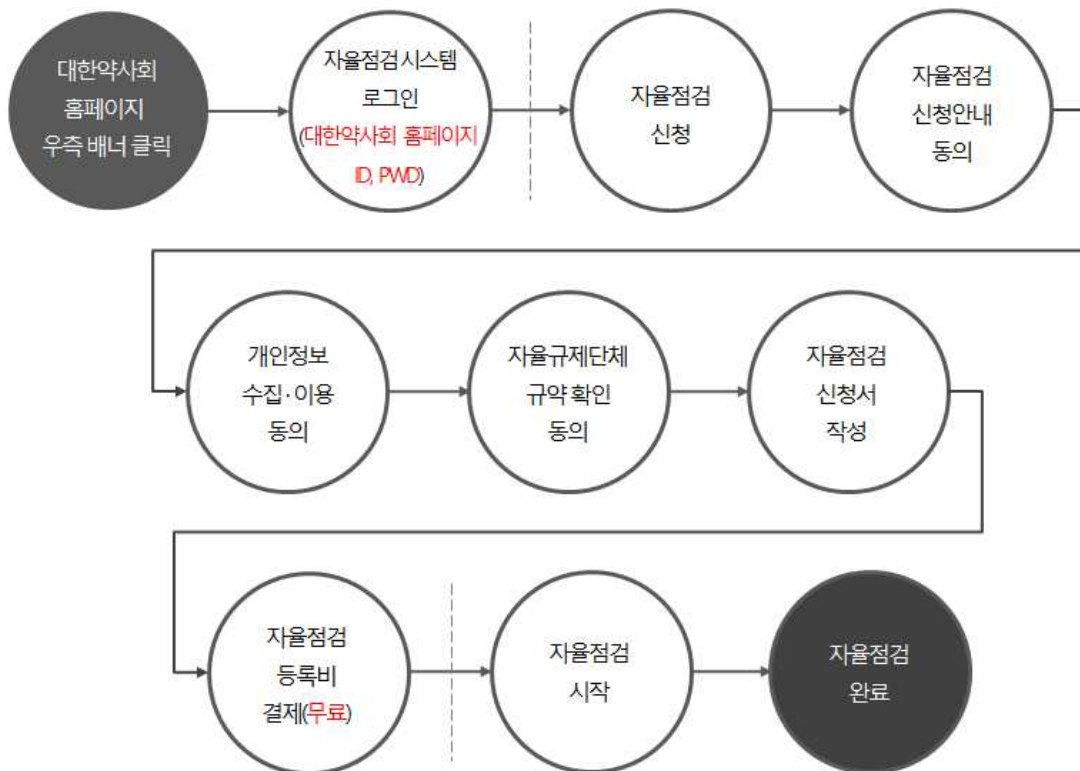 대한약사회
홈페이지
우측 배너 클릭
자율점검 시스템
로그인
(대한약사회 홈페이지
ID, PWD)
자율점검
신청
자율점검
신청안내
동의
개인정보
수집·이용
동의
자율규제단체
규약 확인
동의
자율점검
신청서
작성
자율점검
등록비
결제(무료)
자율점검
시작
자율점검
완료